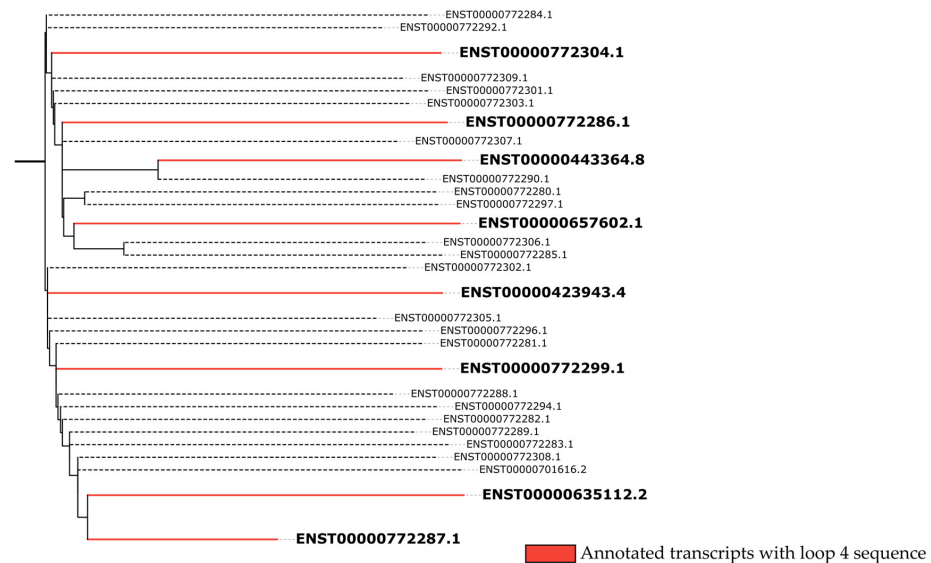 ENST00000772284.1
ENST00000772292.1
ENST00000772304.1
ENST00000772309.1
ENST00000772301.1
ENST00000772303.1
ENST00000772286.1
ENST00000772307.1
ENST00000443364.8
ENST00000772290.1
ENST00000772280.1
ENST00000772297.1
ENST00000657602.1
ENST00000772306.1
ENST00000772285.1
ENST00000772302.1
ENST00000423943.4
ENST00000772305.1
ENST00000772296.1
ENST00000772281.1
ENST00000772299.1
ENST00000772288.1
ENST00000772294.1
ENST00000772282.1
ENST00000772289.1
ENST00000772283.1
ENST00000772308.1
ENST00000701616.2
ENST00000635112.2
ENST00000772287.1
Annotated transcripts with loop 4 sequence